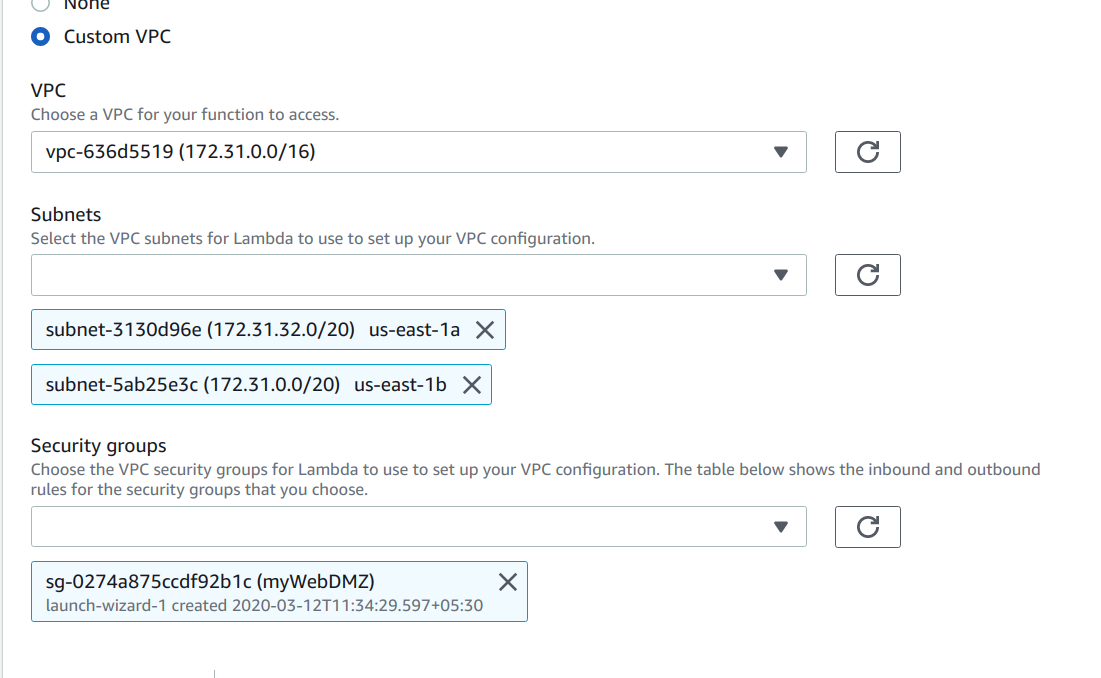 None
Custom VPC
VPC
Choose a VPC for your function to access.
vpc-636d5519 (172.31.0.0/16)
Subnets
Select the VPC subnets for Lambda to use to set up your VPC configuration.
subnet-3130d96e (172.31.32.0/20) us-east-1a
subnet-5ab25e3c (172.31.0.0/20) us-east-1b
Security groups
Choose the VPC security groups for Lambda to use to set up your VPC configuration. The table below shows the inbound and outbound
rules for the security groups that you choose.
sg-0274a875ccdf92b1c (myWebDMZ)
launch-wizard-1 created 2020-03-12T11:34:29.597+05:30